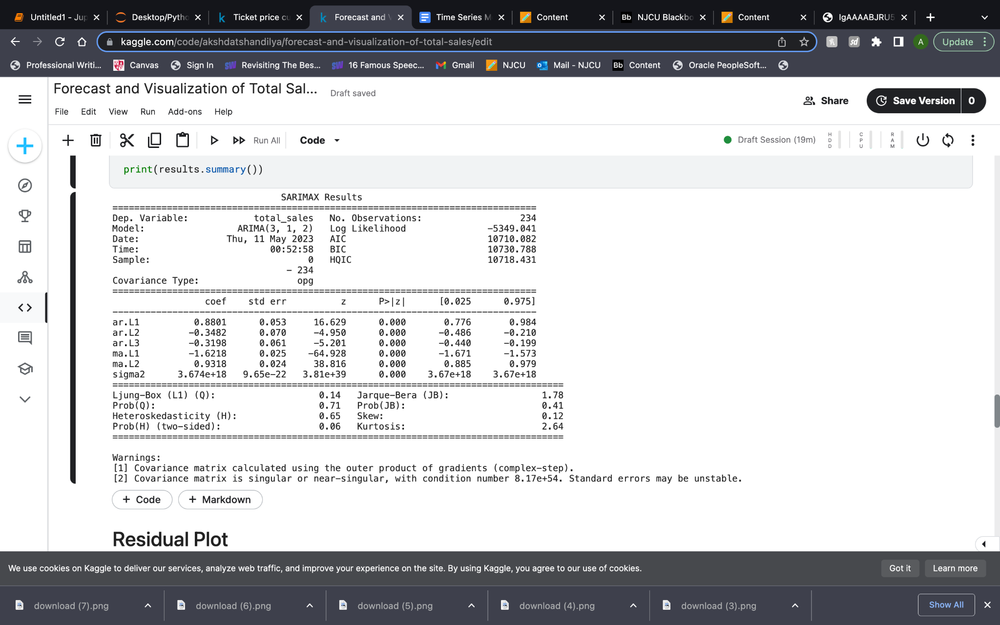 Untitled1 - Jup
Desktop/Pytho
Ticket price cu
Forecast and V
Time Series M
Content
Bb NJCU Blackbo
Content
IgAAAABJRU5
kaggle.com/code/akshdatshandilya/forecast-and-visualization-of-total-sales/edit
A
Update
Professional Writi...
Canvas
Sign In
Revisiting The Bes...
16 Famous Speec...
Gmail
NJCU
Mail - NJCU
Bb Content
Oracle PeopleSoft...
Forecast and Visualization of Total Sal...
Draft saved
Share
Save Version
0
File Edit View Run Add-ons Help
Run All
Code
Draft Session (19m)
HDD
CPU
RAM
print(results.summary())
SARIMAX Results
==============================================================================
Dep. Variable: total_sales No. Observations: 234
Model: ARIMA(3, 1, 2) Log Likelihood -5349.041
Date: Thu, 11 May 2023 AIC 10710.082
Time: 00:52:58 BIC 10730.788
Sample: 0 HQIC 10718.431
- 234
Covariance Type: opg
==============================================================================
coef std err z P>|z| [0.025 0.975]
------------------------------------------------------------------------------
ar.L1 0.8801 0.053 16.629 0.000 0.776 0.984
ar.L2 -0.3482 0.070 -4.950 0.000 -0.486 -0.210
ar.L3 -0.3198 0.061 -5.201 0.000 -0.440 -0.199
ma.L1 -1.6218 0.025 -64.928 0.000 -1.671 -1.573
ma.L2 0.9318 0.024 38.816 0.000 0.885 0.979
sigma2 3.674e+18 9.65e-22 3.81e+39 0.000 3.67e+18 3.67e+18
===================================================================================
Ljung-Box (L1) (Q): 0.14 Jarque-Bera (JB): 1.78
Prob(Q): 0.71 Prob(JB): 0.41
Heteroskedasticity (H): 0.65 Skew: 0.12
Prob(H) (two-sided): 0.06 Kurtosis: 2.64
===================================================================================
Warnings:
[1] Covariance matrix calculated using the outer product of gradients (complex-step).
[2] Covariance matrix is singular or near-singular, with condition number 8.17e+54. Standard errors may be unstable.
+ Code
+ Markdown
Residual Plot
We use cookies on Kaggle to deliver our services, analyze web traffic, and improve your experience on the site. By using Kaggle, you agree to our use of cookies.
Got it
Learn more
download (7).png
download (6).png
download (5).png
download (4).png
download (3).png
Show All